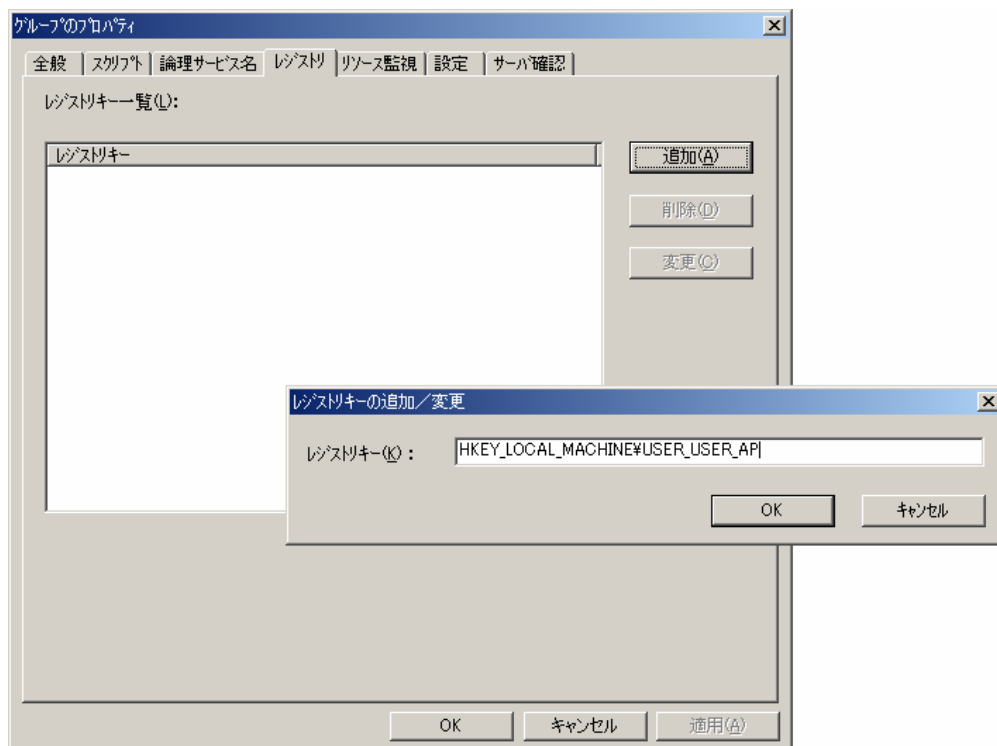 グループのプロパティ
全般 スクリプト 論理サービス名 レジストリ リソース監視 設定 サーバ確認
レジストリキー一覧(L):
レジストリキー
追加(A)
削除(D)
変更(C)
レジストリキーの追加／変更
レジストリキー(K)：
HKEY_LOCAL_MACHINE¥USER_USER_AP
OK キャンセル
OK キャンセル 適用(A)